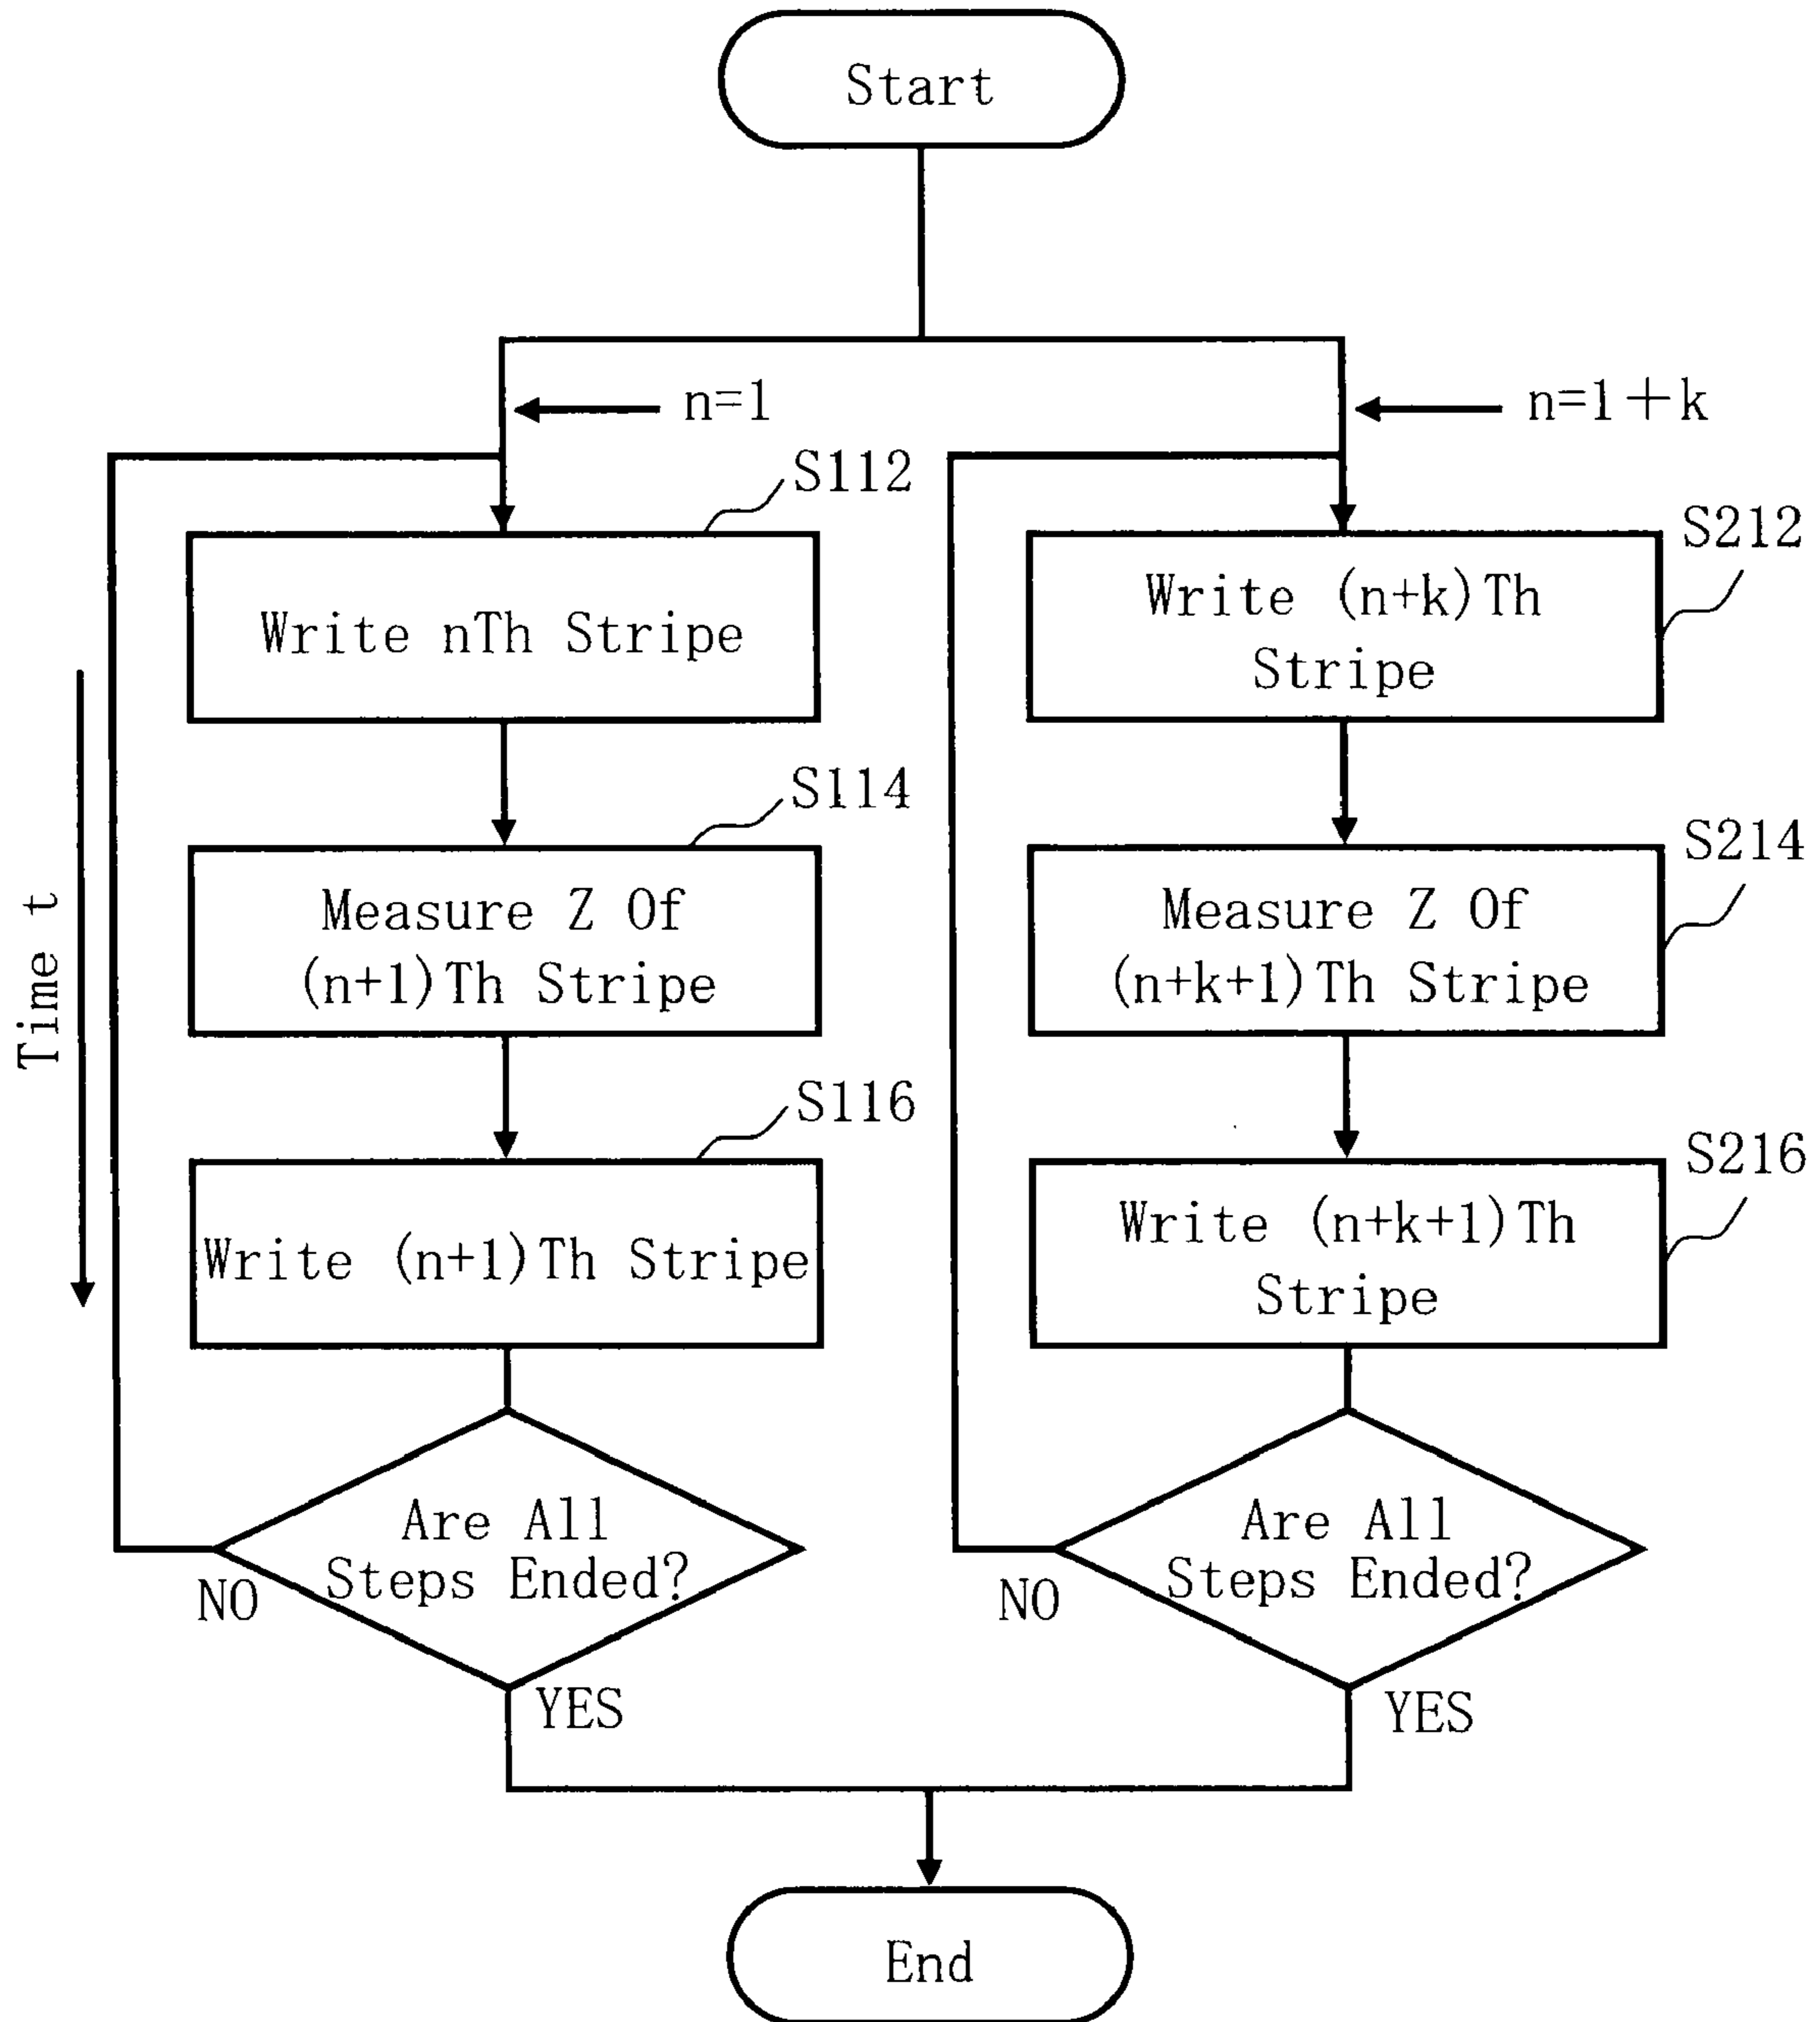 Start
n=1
n=1+k
S112
S212
Write nTh Stripe
Write (n+k)Th
Stripe
S114
S214
Measure Z Of
(n+1)Th Stripe
Measure Z Of
(n+k+1)Th Stripe
Time t
S116
S216
Write (n+1)Th Stripe
Write (n+k+1)Th
Stripe
Are All
Steps Ended?
Are All
Steps Ended?
NO
NO
YES
YES
End